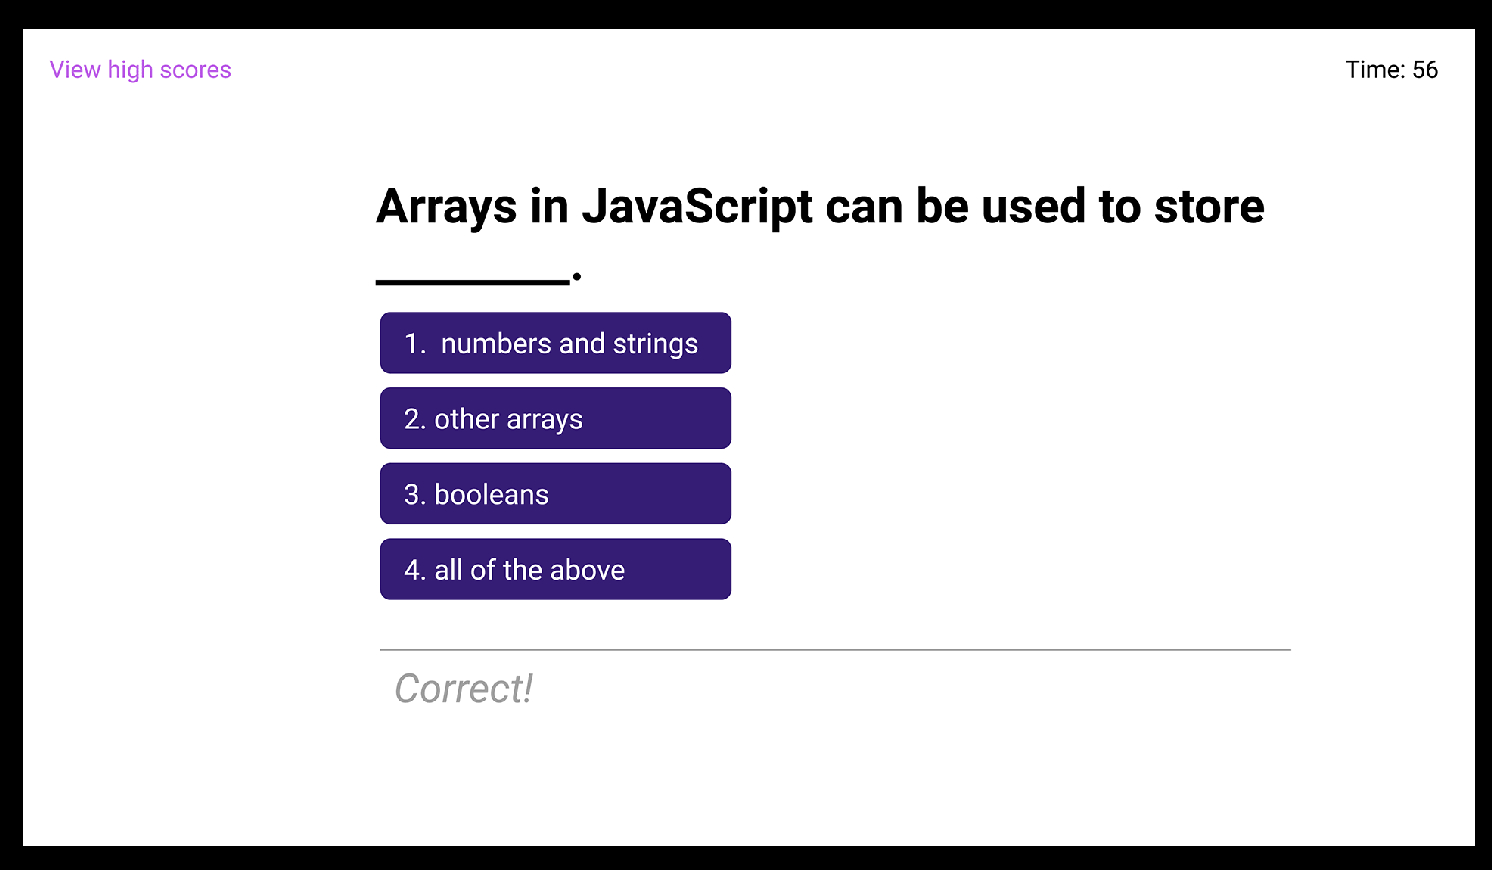 View high scores
Time: 56
Arrays in JavaScript can be used to store
________.
1. numbers and strings
2. other arrays
3. booleans
4. all of the above
Correct!